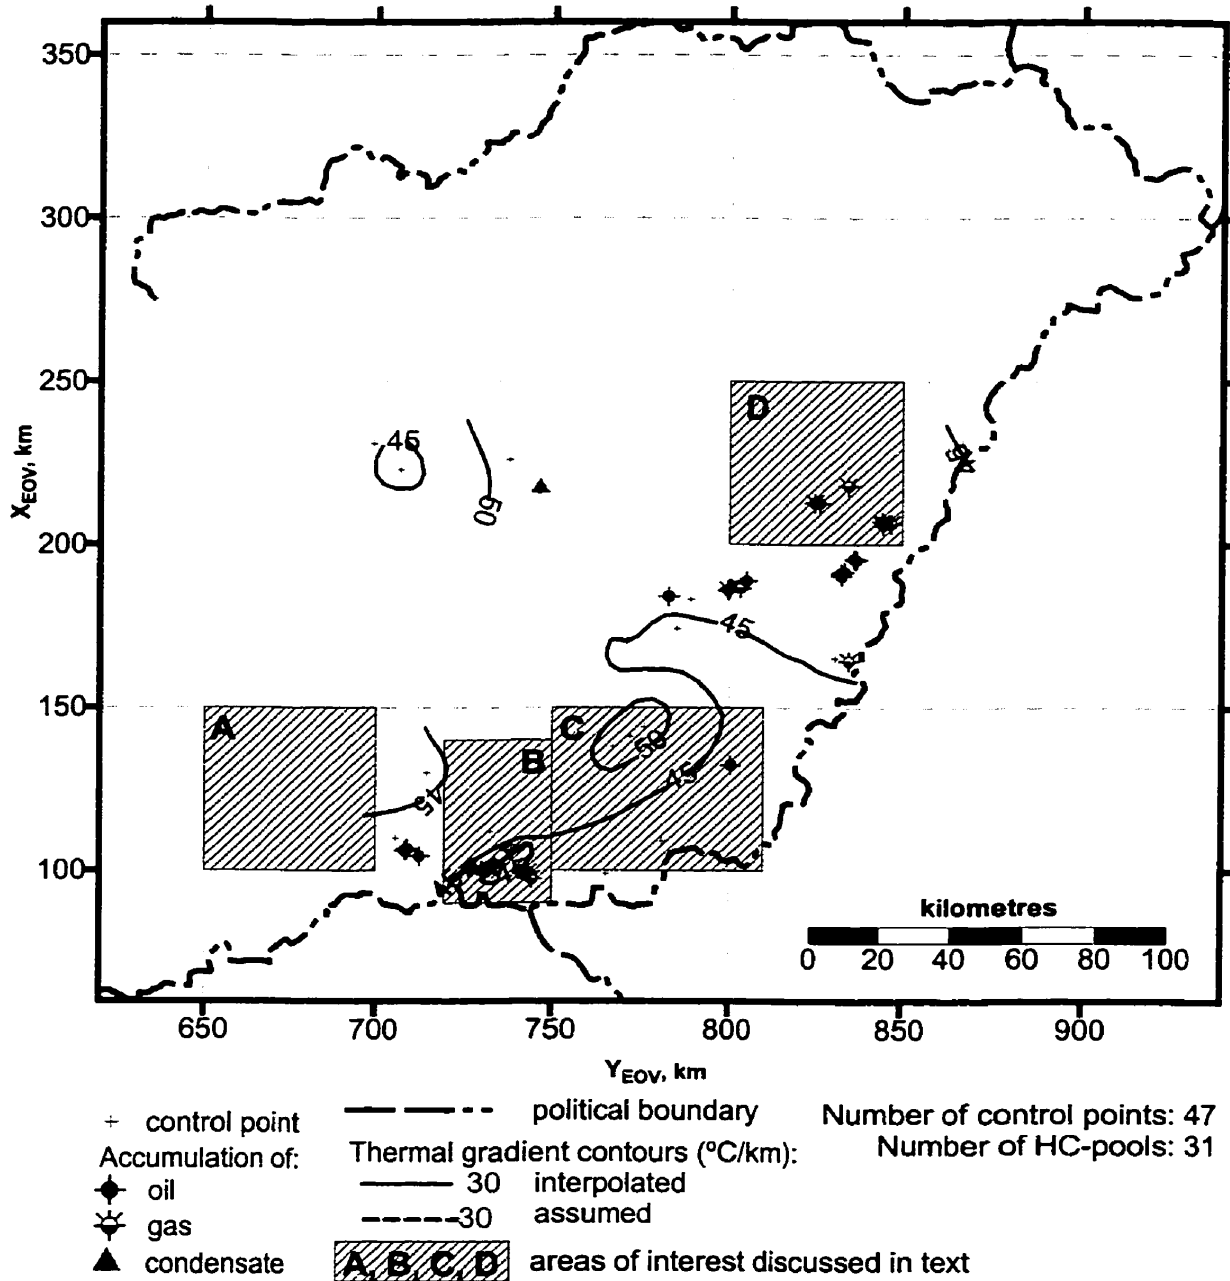 350
300
250
200
150
100
X_EOV, km
650
700
750
800
850
900
Y_EOV, km
D
45
50
45
A
B
C
50
45
45
kilometres
0 20 40 60 80 100
control point
Accumulation of:
oil
gas
condensate
political boundary
Thermal gradient contours (ºC/km):
30 interpolated
30 assumed
A, B, C, D areas of interest discussed in text
Number of control points: 47
Number of HC-pools: 31